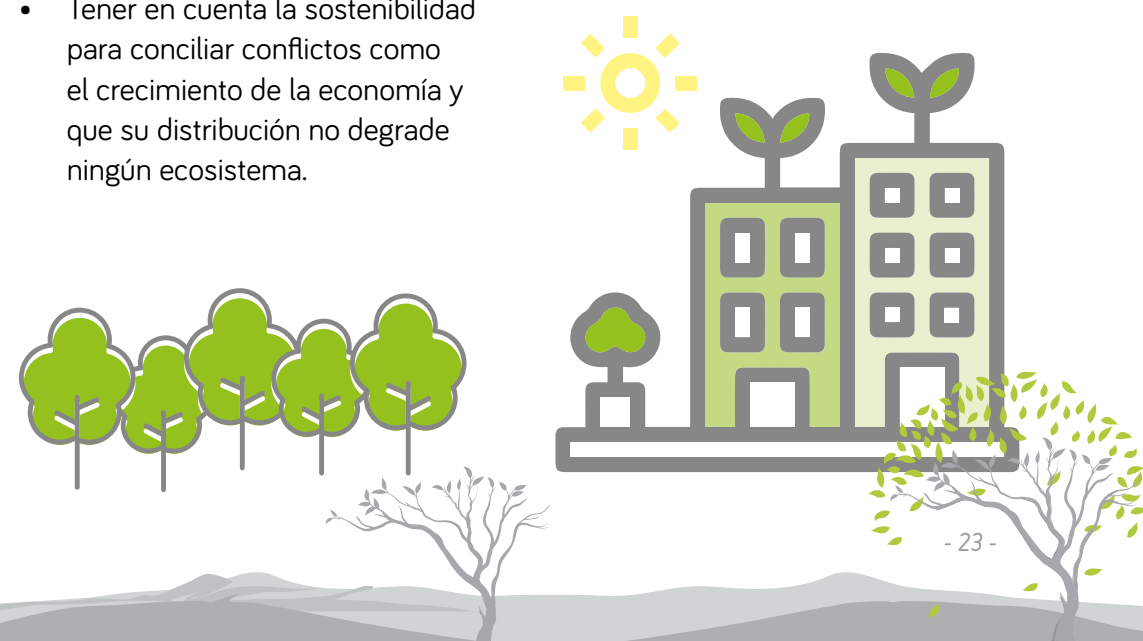 • Tener en cuenta la sostenibilidad
para conciliar conflictos como
el crecimiento de la economía y
que su distribución no degrade
ningún ecosistema.
- 23 -